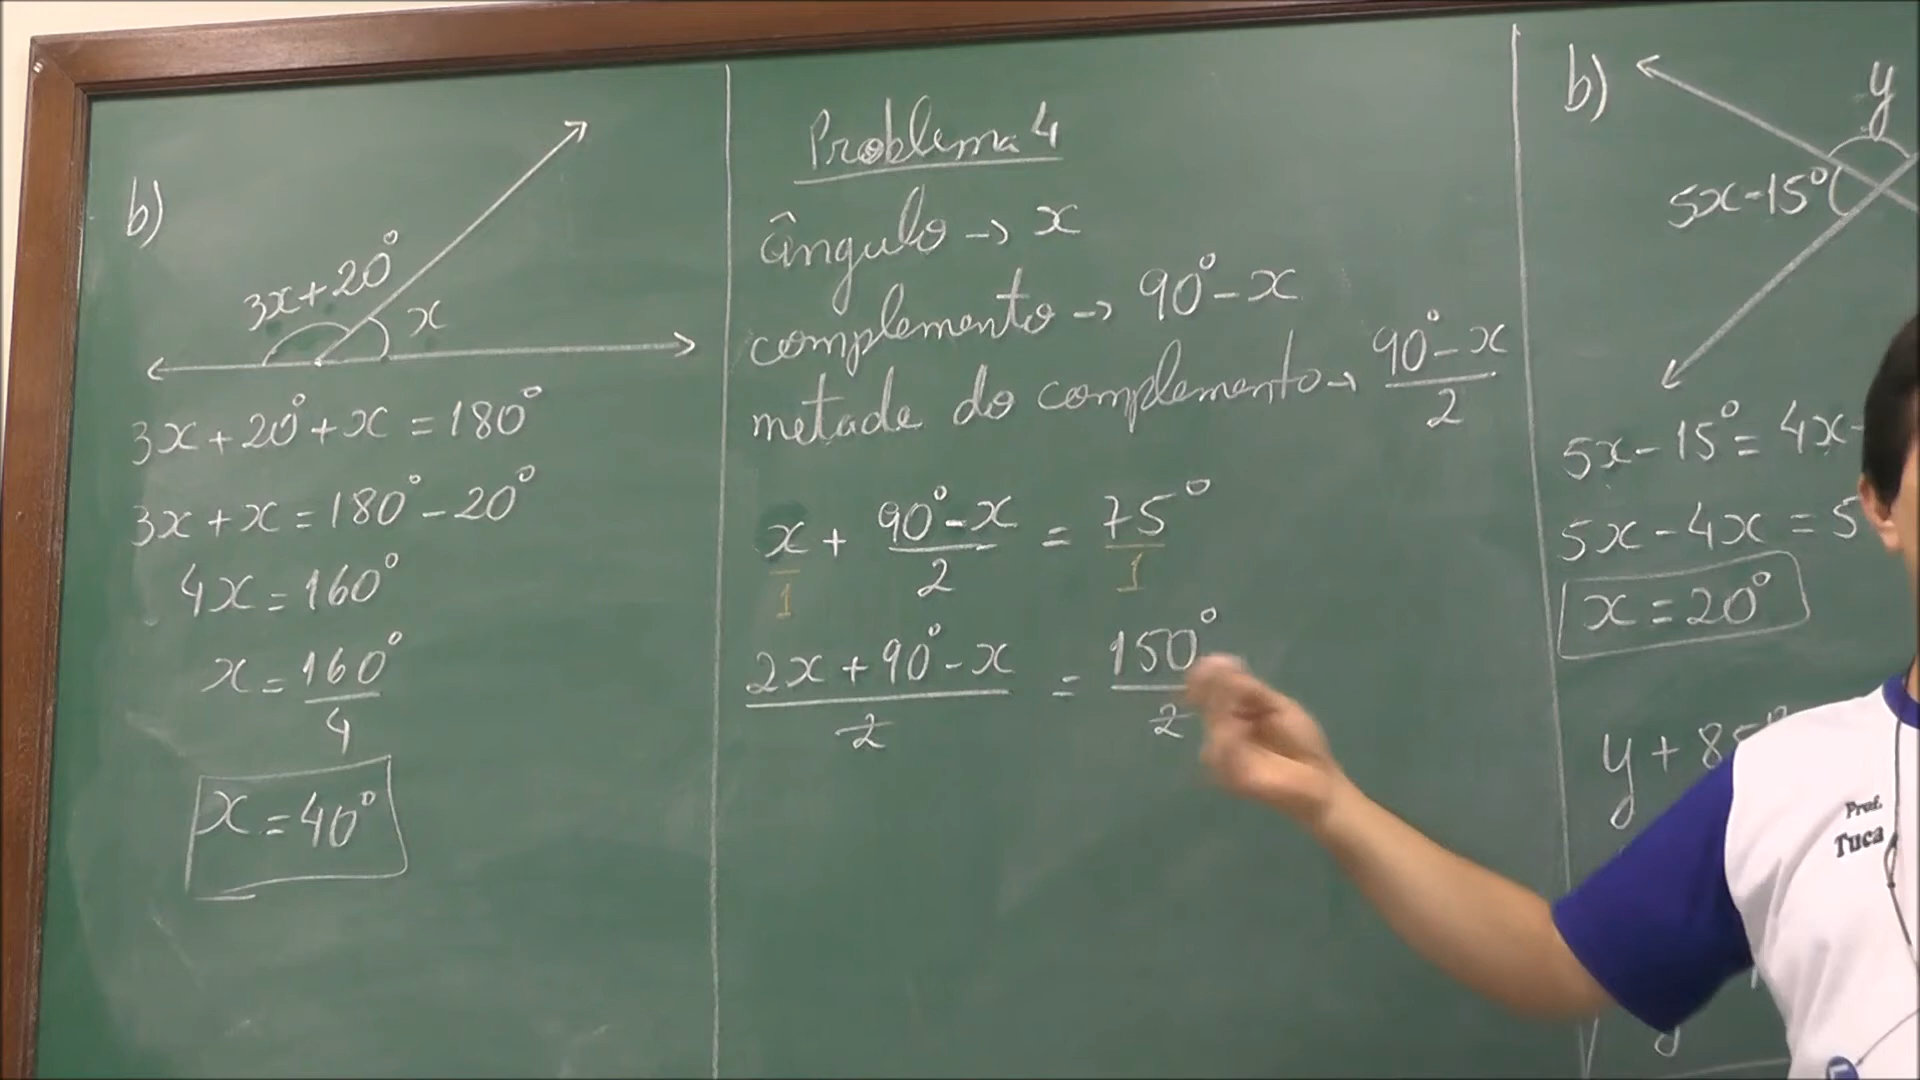 b)
3x+20°
x
3x+20°+x=180°
3x+x=180°-20°
4x=160°
x=160°/4
x=40°
Problema 4
ângulo → x
complemento → 90°-x
metade do complemento → 90°-x/2
x/1 + 90°-x/2 = 75°/1
2x+90°-x/2 = 150°/2
b)
y
5x-15°
5x-15°=4x-
5x-4x=5
x=20°
y+85°
Prof.
Tuca